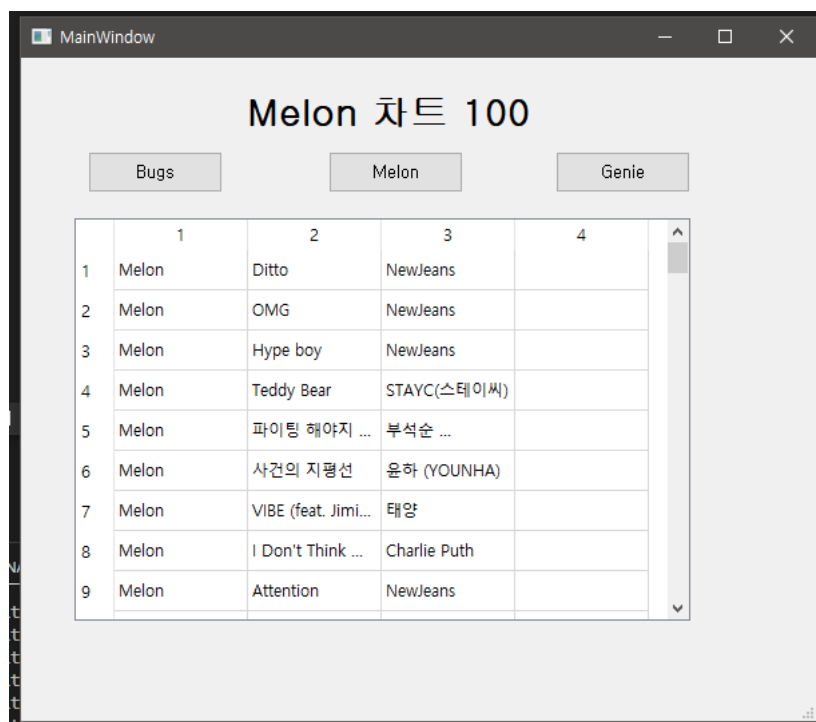 MainWindow
Melon 차트 100
Bugs Melon Genie
1 2 3 4
1 Melon Ditto NewJeans
2 Melon OMG NewJeans
3 Melon Hype boy NewJeans
4 Melon Teddy Bear STAYC(스테이씨)
5 Melon 파이팅 해야지 ... 부석순 ...
6 Melon 사건의 지평선 윤하 (YOUNHA)
7 Melon VIBE (feat. Jimi... 태양
8 Melon I Don't Think ... Charlie Puth
9 Melon Attention NewJeans